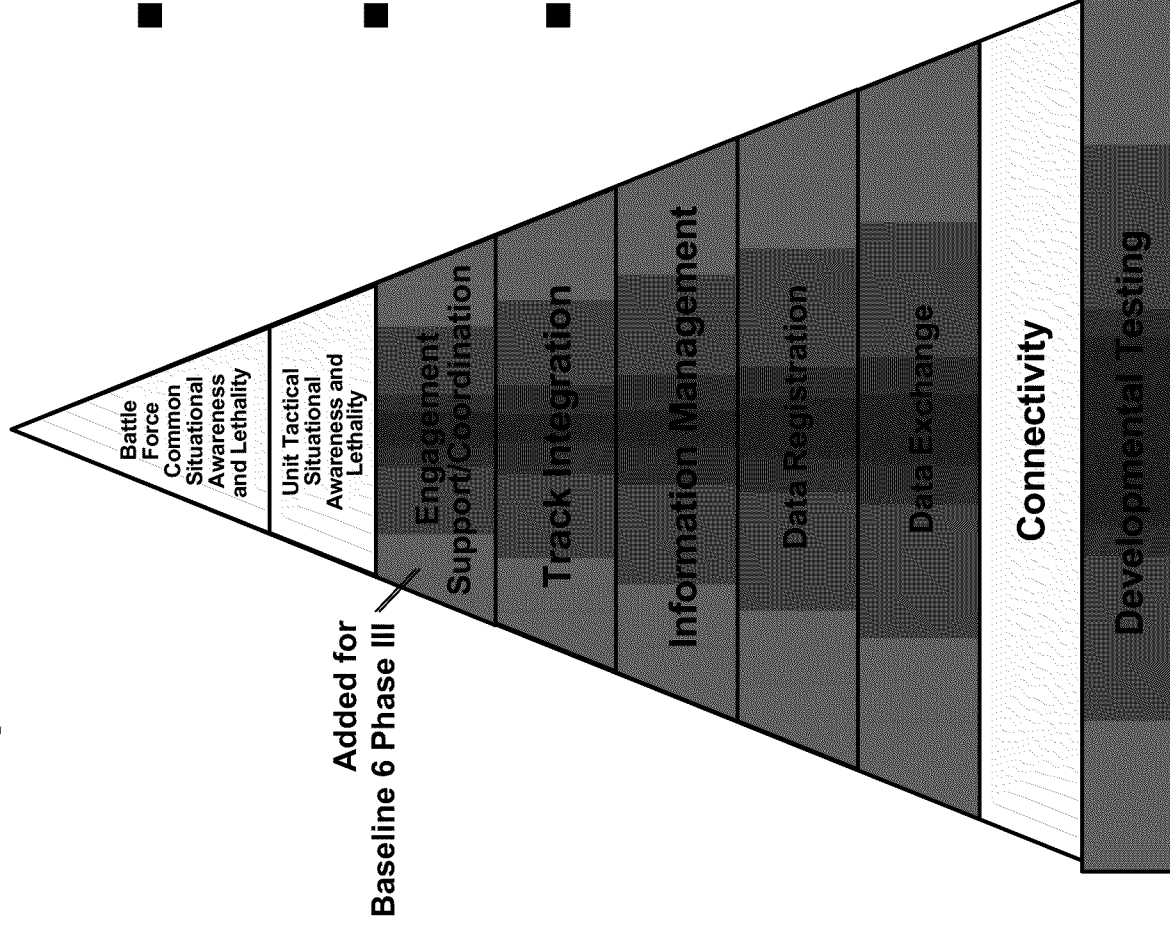 Battle
Force
Common
Situational
Awareness
and Lethality
Unit Tactical
Situational
Awareness and
Lethality
Engagement
Support/Coordination
Added for
Baseline 6 Phase III
Track Integration
Information Management
Data Registration
Data Exchange
Connectivity
Developmental Testing